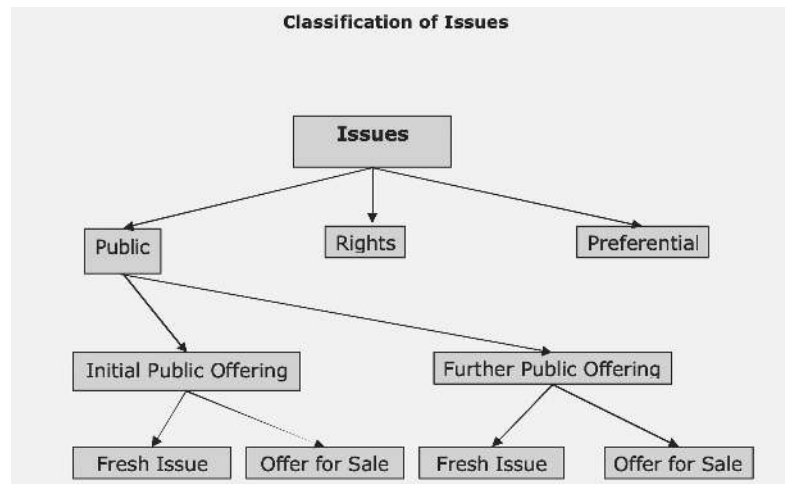 Classification of Issues
Issues
Public
Rights
Preferential
Initial Public Offering
Further Public Offering
Fresh Issue
Offer for Sale
Fresh Issue
Offer for Sale